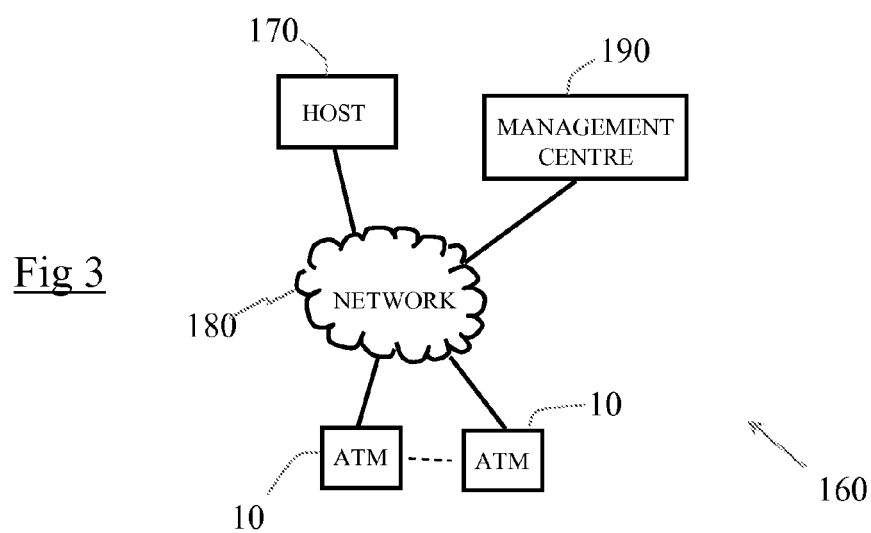 170
190
HOST
MANAGEMENT
CENTRE
Fig 3
NETWORK
180
10
ATM
ATM
10
160